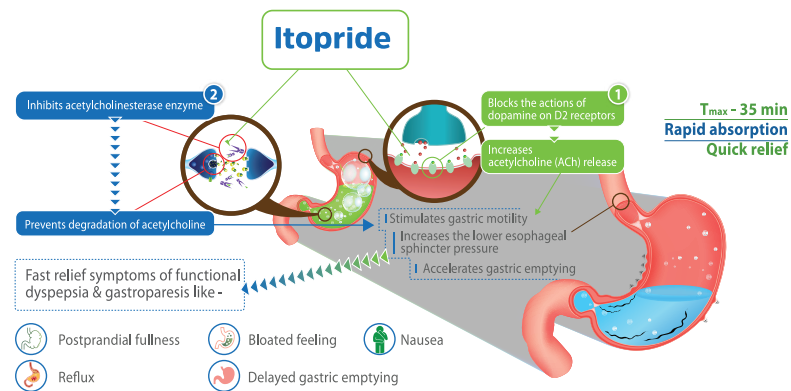 Itopride
2
Inhibits acetylcholinesterase enzyme
Prevents degradation of acetylcholine
1
Blocks the actions of
dopamine on D2 receptors
Increases
acetylcholine (ACh) release
Tmax - 35 min
Rapid absorption
Quick relief
Stimulates gastric motility
Increases the lower esophageal
sphincter pressure
Accelerates gastric emptying
Fast relief symptoms of functional
dyspepsia & gastroparesis like -
Postprandial fullness
Bloated feeling
Nausea
Reflux
Delayed gastric emptying